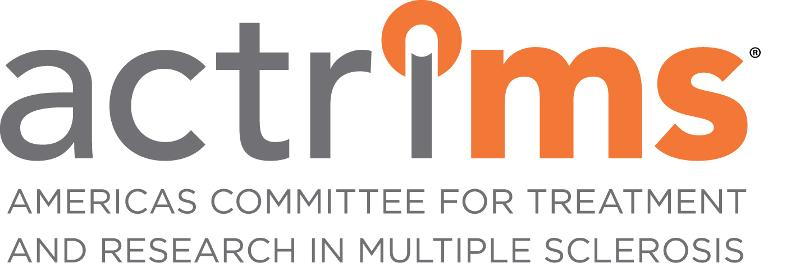 actrims®
AMERICAS COMMITTEE FOR TREATMENT
AND RESEARCH IN MULTIPLE SCLEROSIS